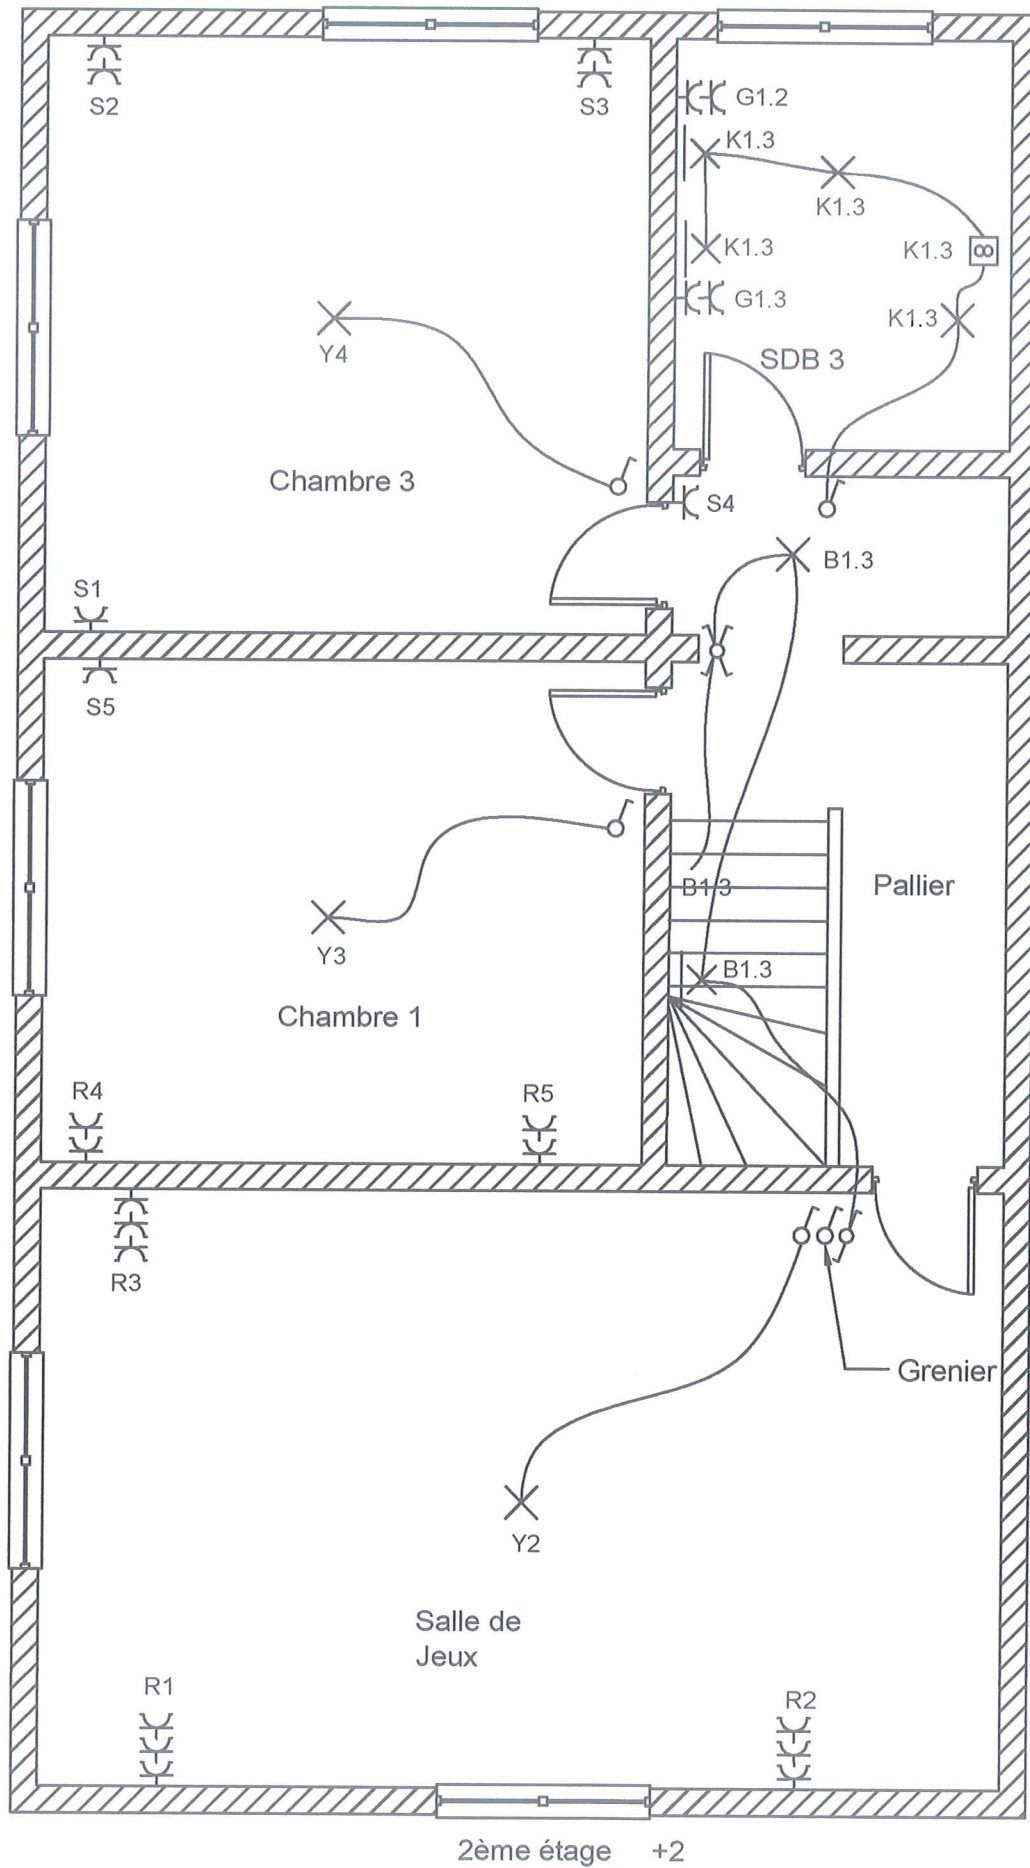 S2
S3
G1.2
K1.3
K1.3
K1.3
K1.3
G1.3
K1.3
SDB 3
Y4
Chambre 3
S4
B1.3
S1
S5
B1.3
Pallier
Y3
B1.3
Chambre 1
R4
R5
R3
Grenier
Y2
Salle de
Jeux
R1
R2
2ème étage +2